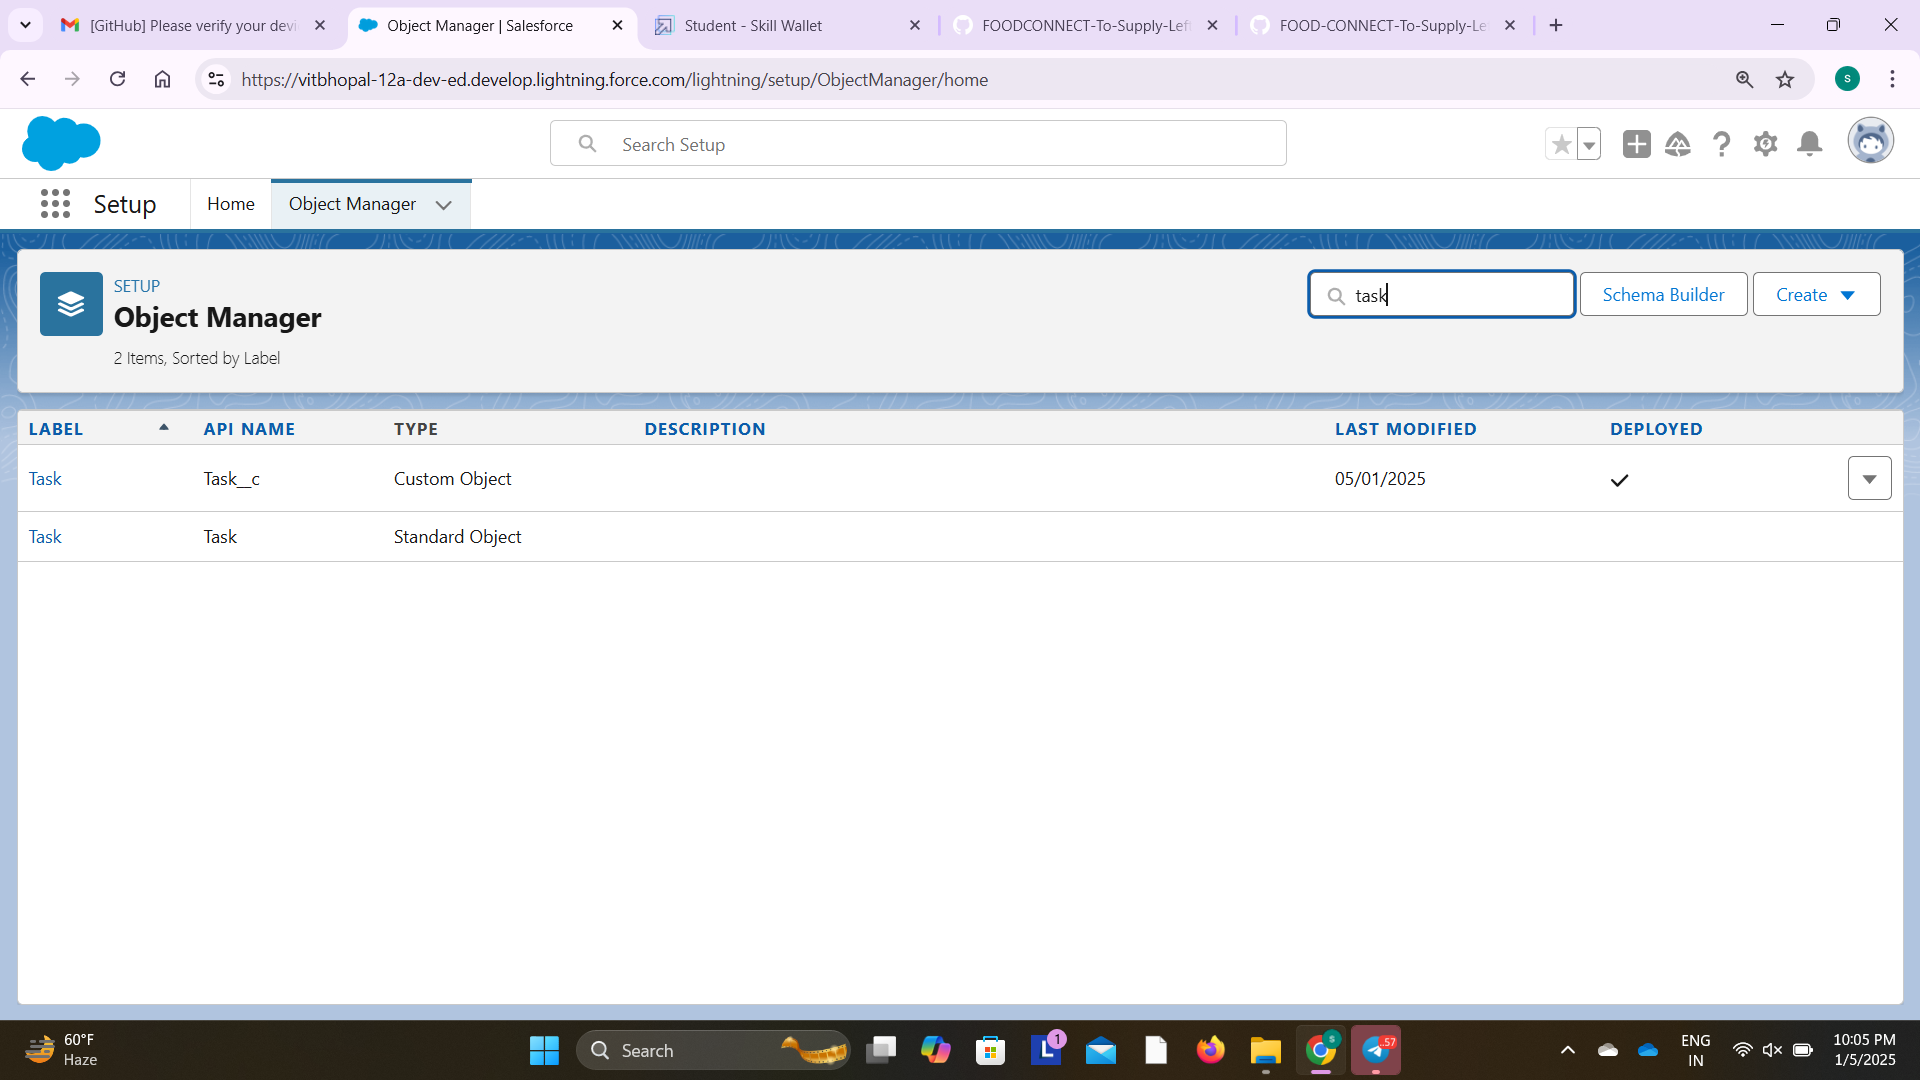 [GitHub] Please verify your devi
Object Manager | Salesforce
Student - Skill Wallet
FOODCONNECT-To-Supply-Left
FOOD-CONNECT-To-Supply-Le
https://vitbhopal-12a-dev-ed.develop.lightning.force.com/lightning/setup/ObjectManager/home
S
Search Setup
Setup
Home
Object Manager
SETUP
Object Manager
2 Items, Sorted by Label
task
Schema Builder
Create
LABEL API NAME TYPE DESCRIPTION LAST MODIFIED DEPLOYED
Task Task__c Custom Object 05/01/2025
Task Task Standard Object
60°F
Haze
Search
L
1
S
.57
ENG
IN
10:05 PM
1/5/2025